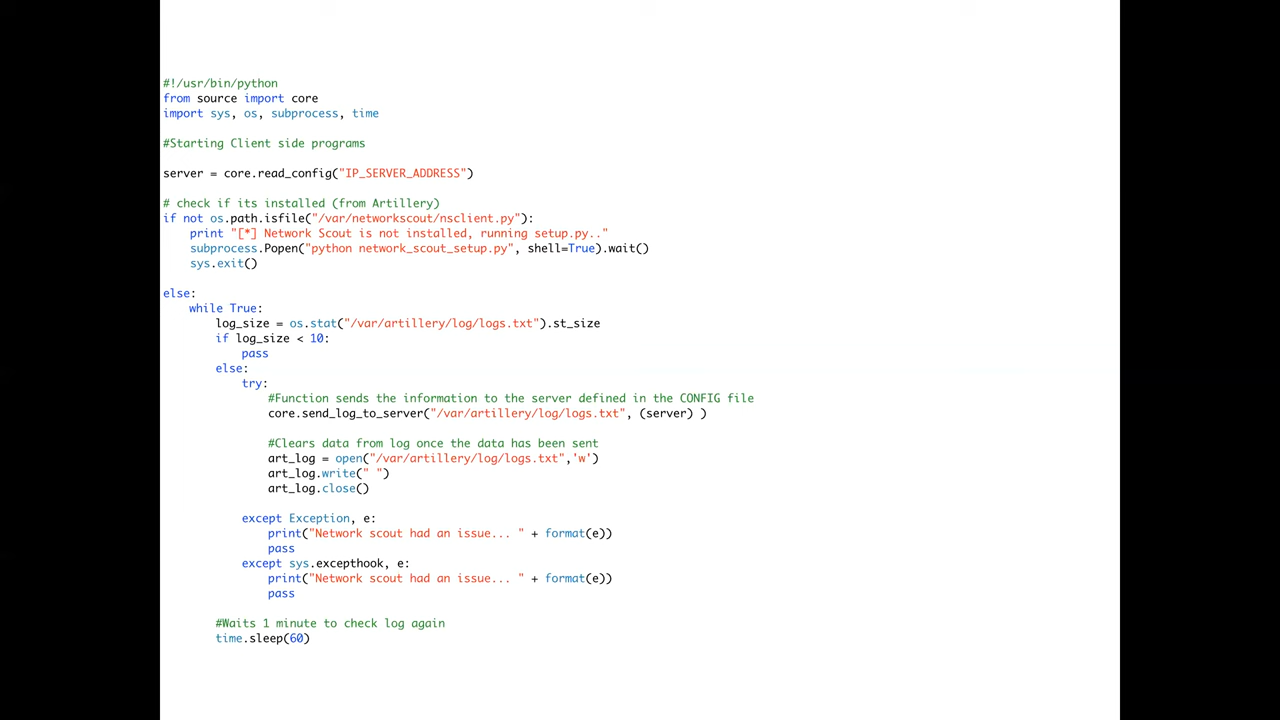 #!/usr/bin/python
from source import core
import sys, os, subprocess, time
#Starting Client side programs
server = core.read_config("IP_SERVER_ADDRESS")
# check if its installed (from Artillery)
if not os.path.isfile("/var/networkscout/nsclient.py"):
    print "[*] Network Scout is not installed, running setup.py.."
    subprocess.Popen("python network_scout_setup.py", shell=True).wait()
    sys.exit()
else:
    while True:
        log_size = os.stat("/var/artillery/log/logs.txt").st_size
        if log_size < 10:
            pass
        else:
            try:
                #Function sends the information to the server defined in the CONFIG file
                core.send_log_to_server("/var/artillery/log/logs.txt", (server) )
                #Clears data from log once the data has been sent
                art_log = open("/var/artillery/log/logs.txt",'w')
                art_log.write(" ")
                art_log.close()
            except Exception, e:
                print("Network scout had an issue... " + format(e))
                pass
            except sys.excepthook, e:
                print("Network scout had an issue... " + format(e))
                pass
        #Waits 1 minute to check log again
        time.sleep(60)